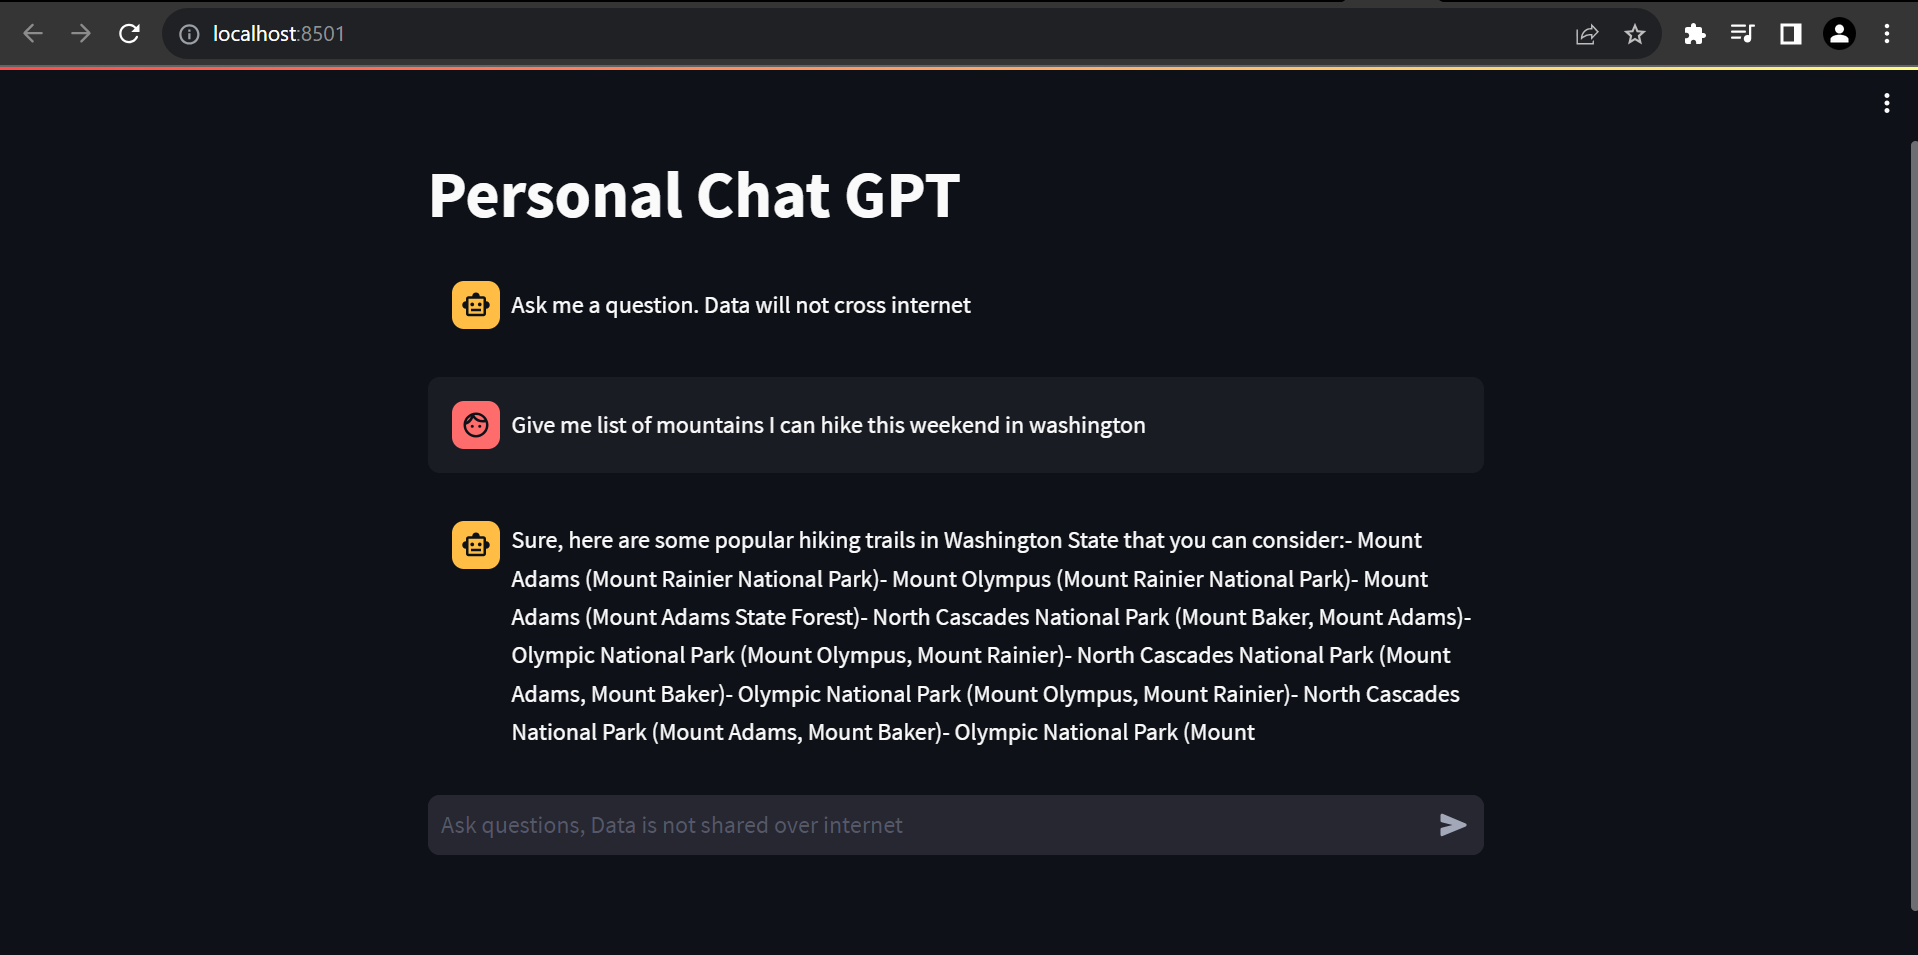 localhost:8501
Personal Chat GPT
Ask me a question. Data will not cross internet
Give me list of mountains I can hike this weekend in washington
Sure, here are some popular hiking trails in Washington State that you can consider:- Mount
Adams (Mount Rainier National Park)- Mount Olympus (Mount Rainier National Park)- Mount
Adams (Mount Adams State Forest)- North Cascades National Park (Mount Baker, Mount Adams)-
Olympic National Park (Mount Olympus, Mount Rainier)- North Cascades National Park (Mount
Adams, Mount Baker)- Olympic National Park (Mount Olympus, Mount Rainier)- North Cascades
National Park (Mount Adams, Mount Baker)- Olympic National Park (Mount
Ask questions, Data is not shared over internet